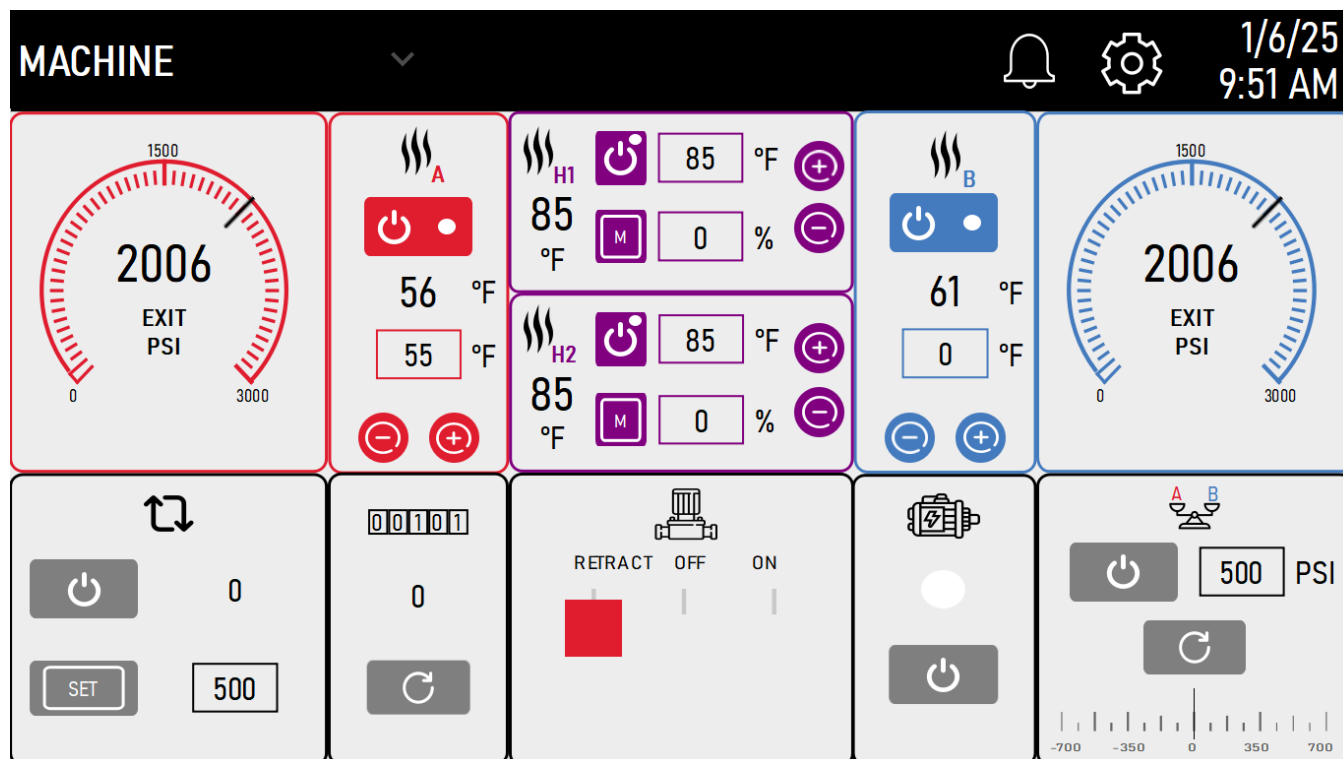 MACHINE
1/6/25
9:51 AM
1500
2006
EXIT
PSI
0
3000
A
56 °F
55 °F
H1
85 °F
85
°F
M
0 %
H2
85 °F
85
°F
M
0 %
B
61 °F
0 °F
1500
2006
EXIT
PSI
0
3000
0
SET
500
00101
0
RETRACT OFF ON
A B
500 PSI
-700 -350 0 350 700